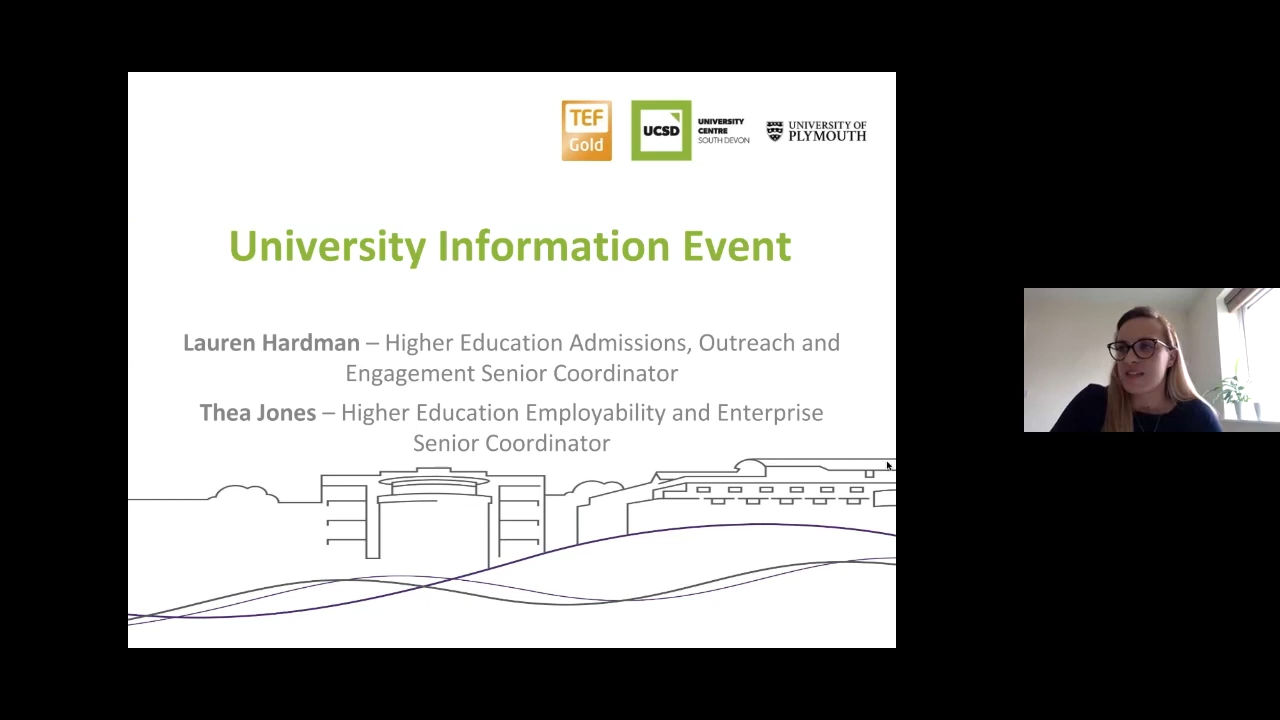 TEF
Gold
UCSD
UNIVERSITY
CENTRE
SOUTH DEVON
UNIVERSITY OF
PLYMOUTH
University Information Event
Lauren Hardman – Higher Education Admissions, Outreach and
Engagement Senior Coordinator
Thea Jones – Higher Education Employability and Enterprise
Senior Coordinator